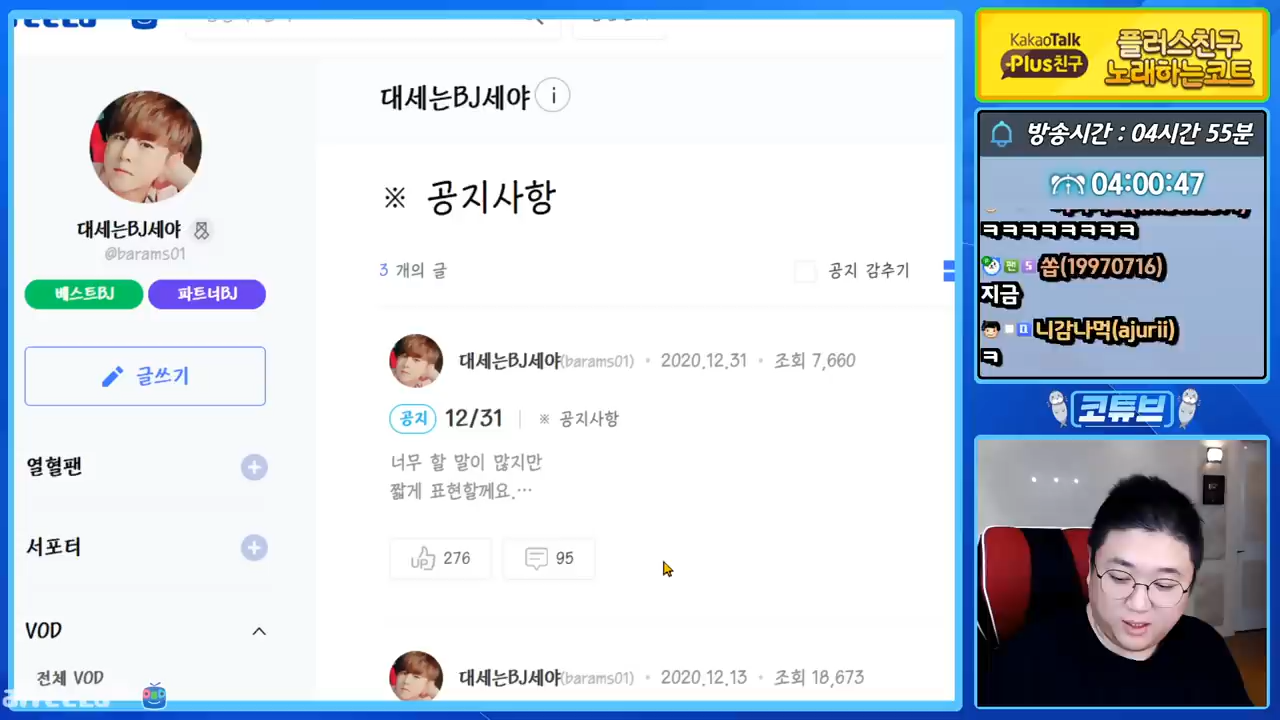 대세는BJ세야
※ 공지사항
3 개의 글
공지 감추기
대세는BJ세야
@barams01
베스트BJ
파트너BJ
글쓰기
열혈팬
서포터
VOD
전체 VOD
대세는BJ세야(barams01) • 2020.12.31 • 조회 7,660
공지 12/31 | ※ 공지사항
너무 할 말이 많지만
짧게 표현할께요.…
UP 276
95
대세는BJ세야(barams01) • 2020.12.13 • 조회 18,673
KakaoTalk
Plus친구
플러스친구
노래하는코트
방송시간 : 04시간 55분
04:00:47
ㅋㅋㅋㅋㅋㅋㅋㅋ
팬 5 쏩(19970716)
지금
니감나먹(ajurii)
ㅋ
코튜브